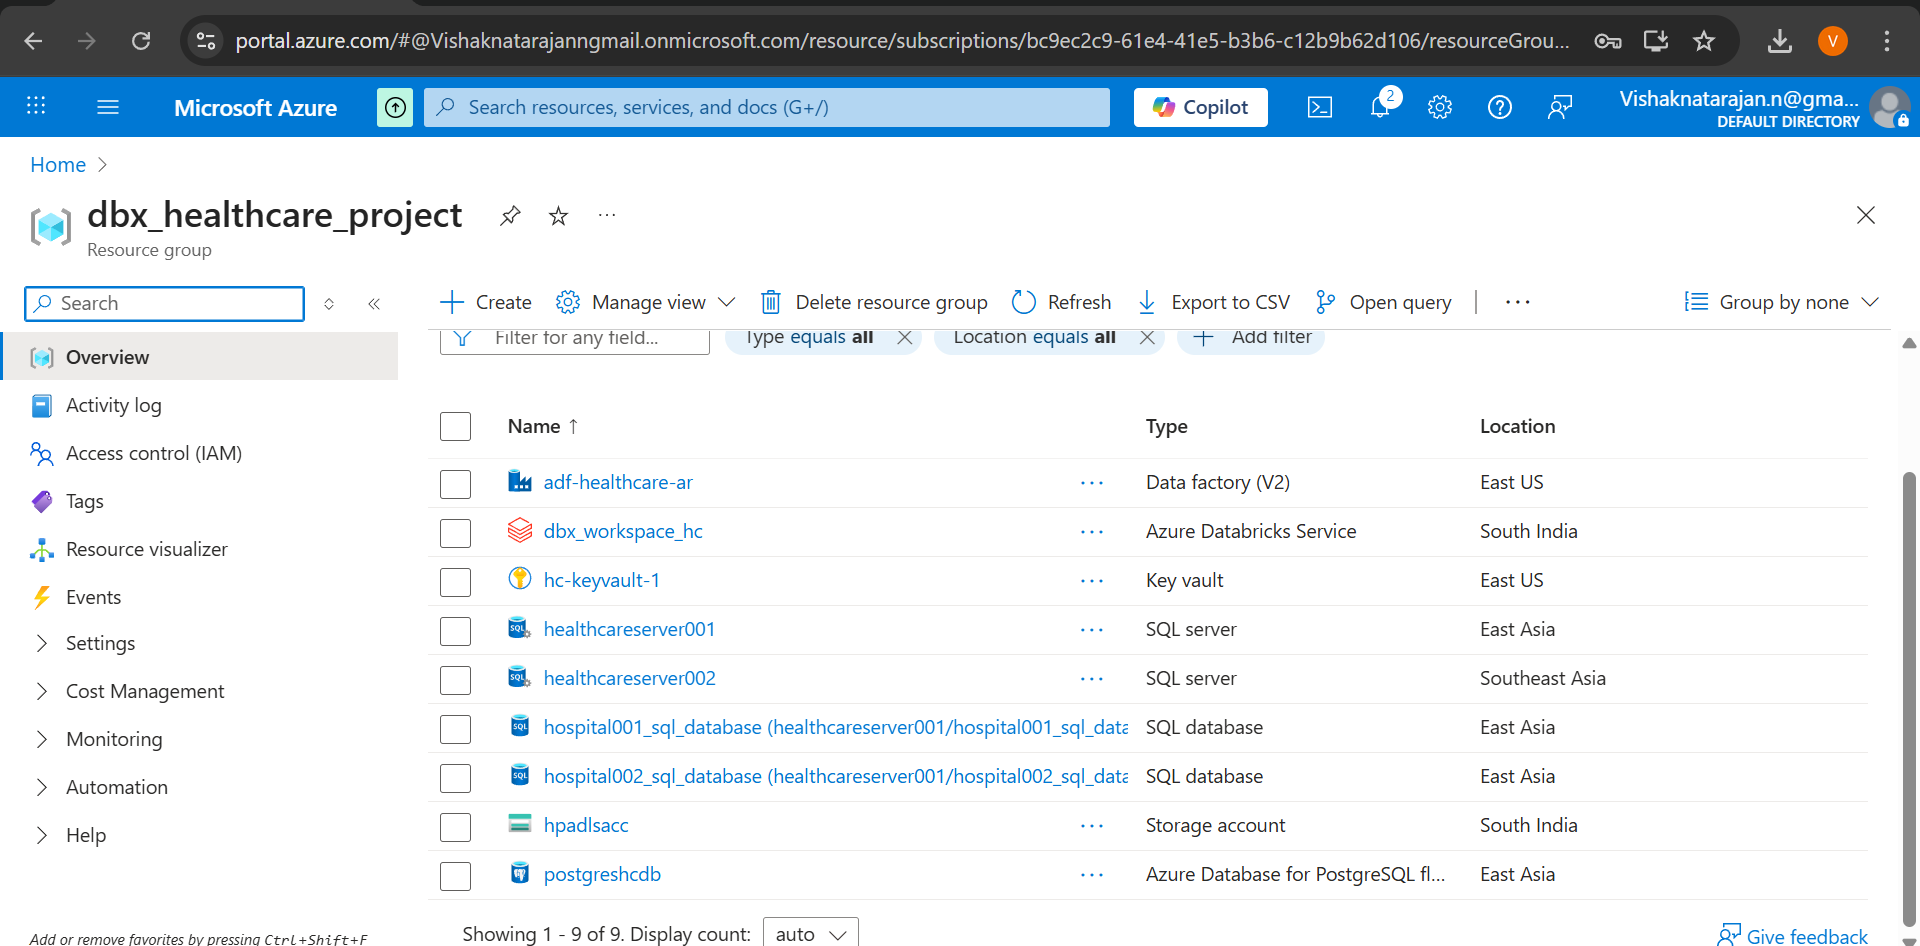 portal.azure.com/#@Vishaknatarajanngmail.onmicrosoft.com/resource/subscriptions/bc9ec2c9-61e4-41e5-b3b6-c12b9b62d106/resourceGrou...
V
Microsoft Azure
Search resources, services, and docs (G+/)
Copilot
2
Vishaknatarajan.n@gma...
DEFAULT DIRECTORY
Home
dbx_healthcare_project
Resource group
Search
Create
Manage view
Delete resource group
Refresh
Export to CSV
Open query
Group by none
Overview
Activity log
Access control (IAM)
Tags
Resource visualizer
Events
Settings
Cost Management
Monitoring
Automation
Help
Add or remove favorites by pressing Ctrl+Shift+F
Filter for any field...
Type equals all
Location equals all
Add filter
Name ↑ Type Location
adf-healthcare-ar ... Data factory (V2) East US
dbx_workspace_hc ... Azure Databricks Service South India
hc-keyvault-1 ... Key vault East US
SQL healthcareserver001 ... SQL server East Asia
SQL healthcareserver002 ... SQL server Southeast Asia
SQL hospital001_sql_database (healthcareserver001/hospital001_sql_data SQL database East Asia
SQL hospital002_sql_database (healthcareserver001/hospital002_sql_data SQL database East Asia
hpadlsacc ... Storage account South India
postgreshcdb ... Azure Database for PostgreSQL fl... East Asia
Showing 1 - 9 of 9. Display count: auto
Give feedback